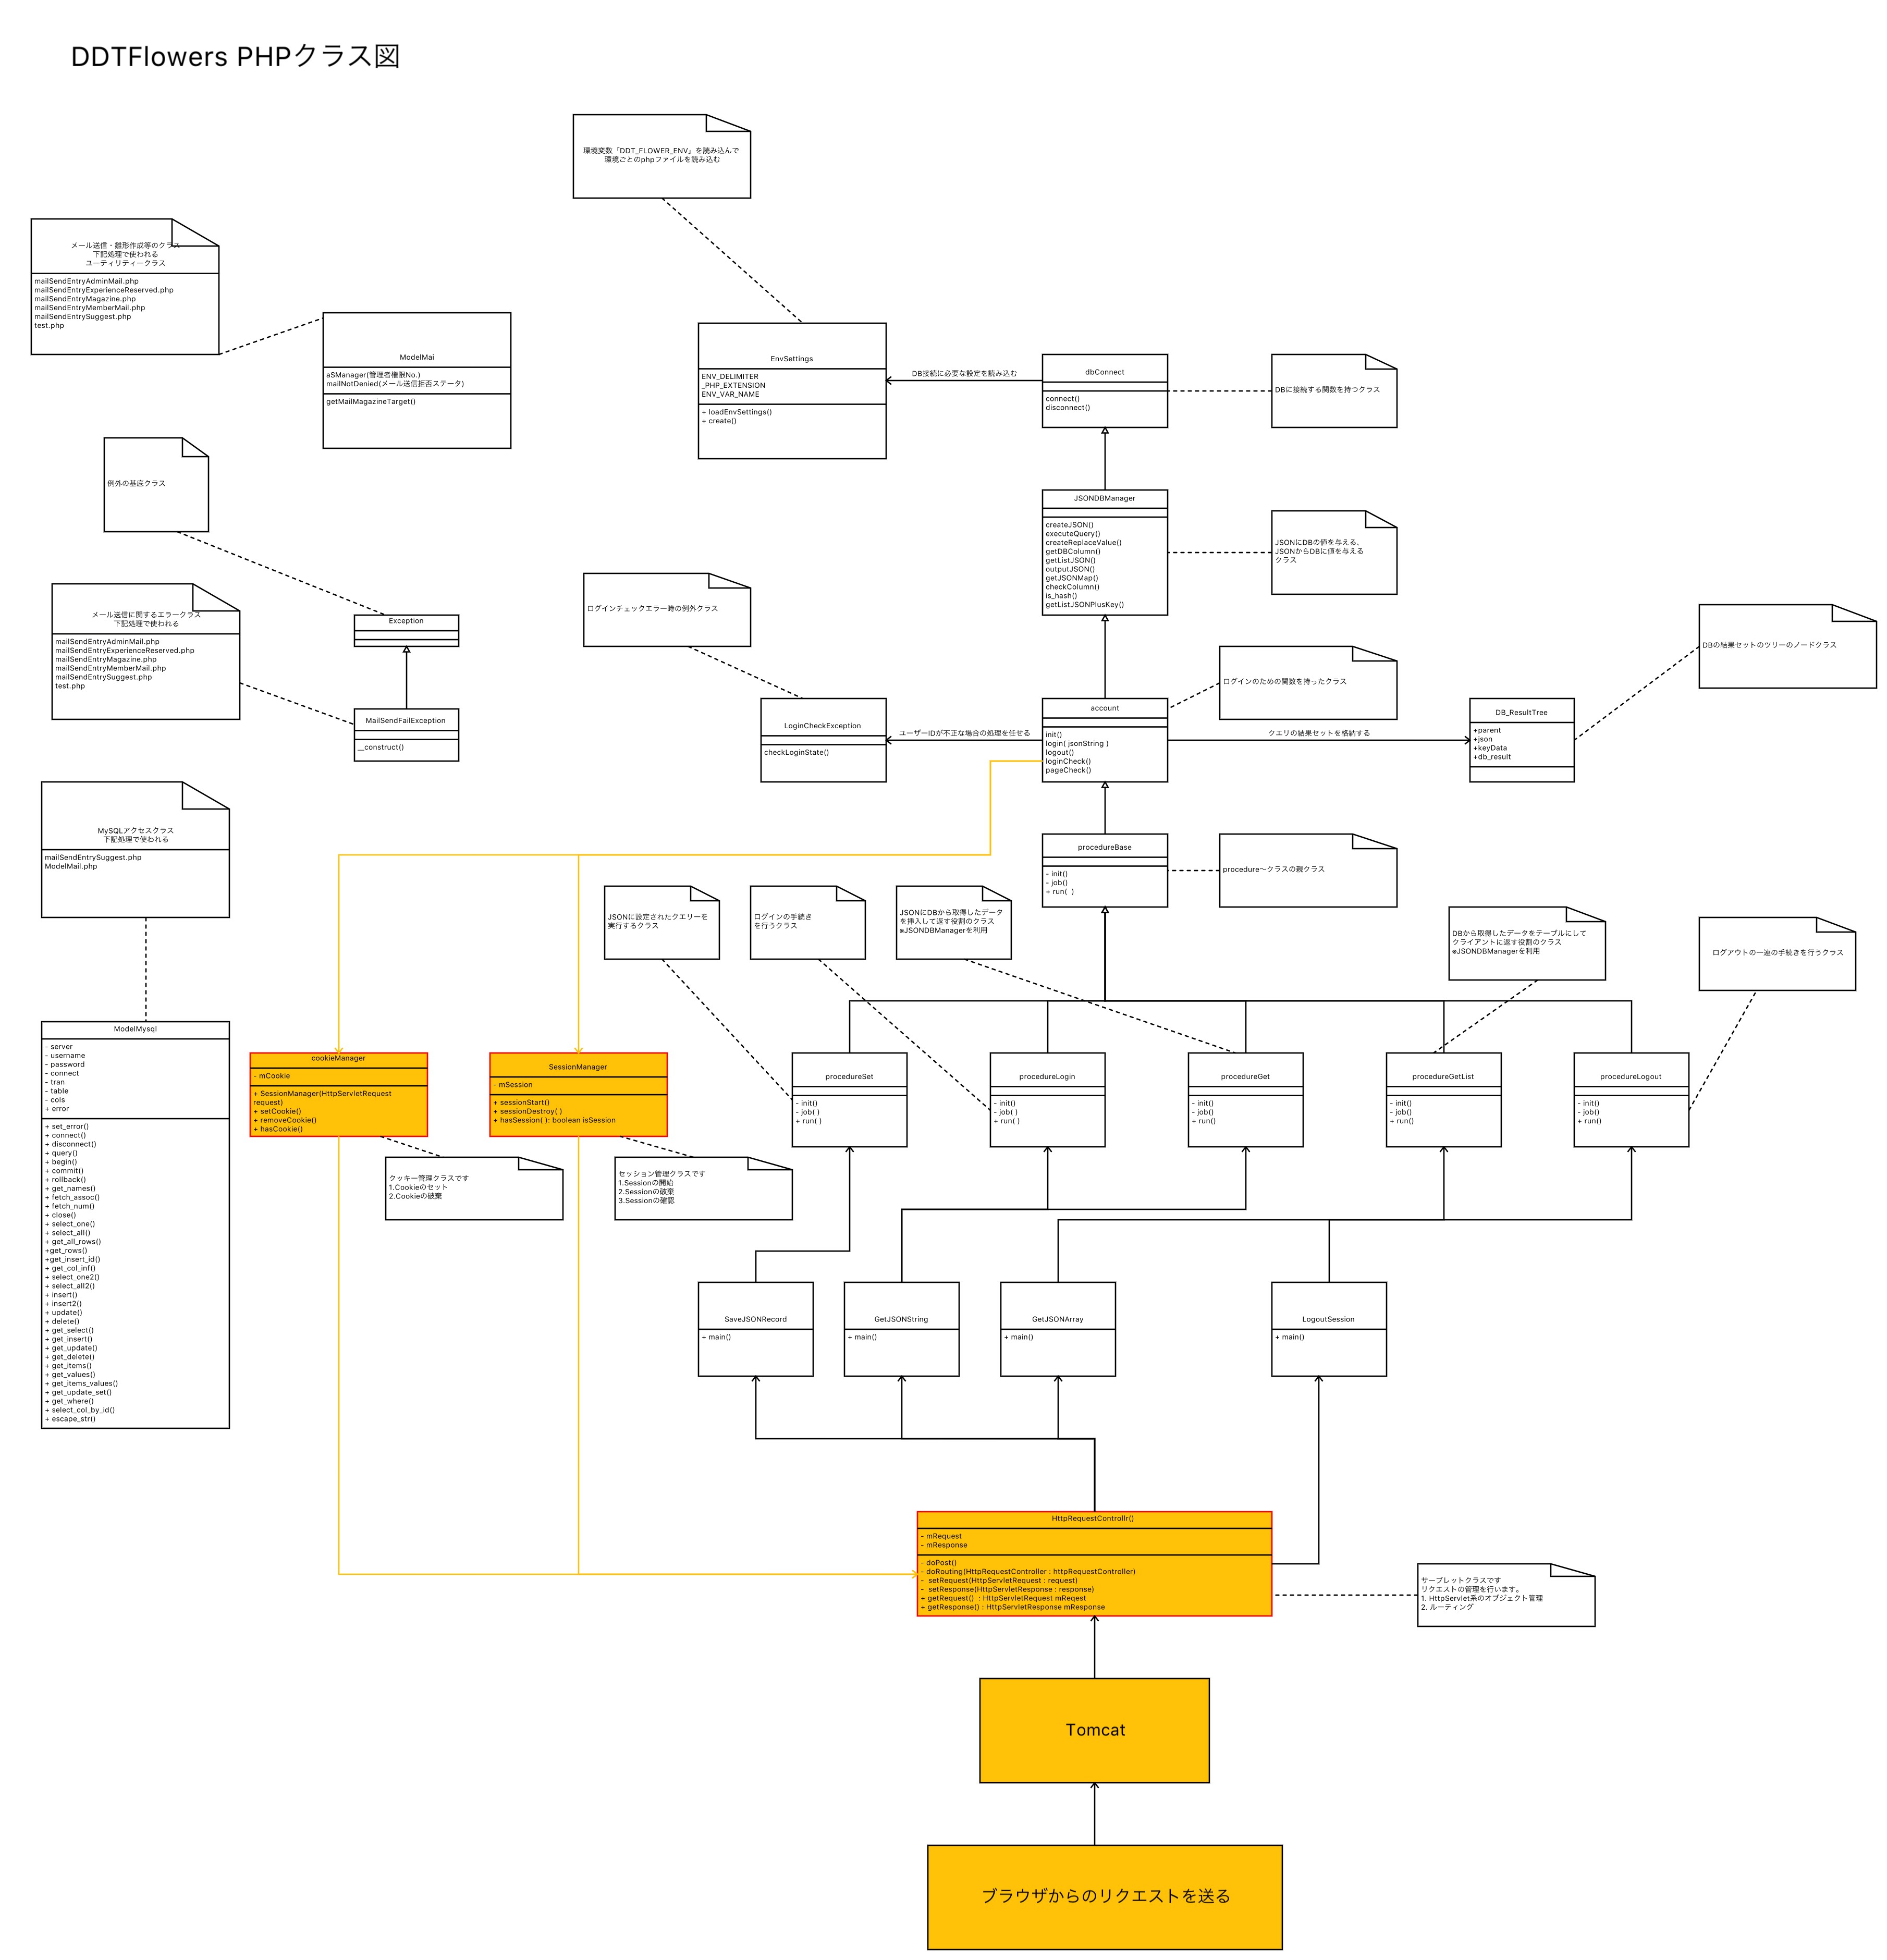 DDTFlowers PHPクラス図
環境変数「DDT_FLOWER_ENV」を読み込んで
環境ごとのphpファイルを読み込む
メール送信・雛形作成等のクラス
下記処理で使われる
ユーティリティークラス
mailSendEntryAdminMail.php
mailSendEntryExperienceReserved.php
mailSendEntryMagazine.php
mailSendEntryMemberMail.php
mailSendEntrySuggest.php
test.php
ModelMai
aSManager(管理者権限No.)
mailNotDenied(メール送信拒否ステータ)
getMailMagazineTarget()
EnvSettings
ENV_DELIMITER
_PHP_EXTENSION
ENV_VAR_NAME
+ loadEnvSettings()
+ create()
DB接続に必要な設定を読み込む
dbConnect
connect()
disconnect()
DBに接続する関数を持つクラス
例外の基底クラス
JSONDBManager
createJSON()
executeQuery()
createReplaceValue()
getDBColumn()
getListJSON()
outputJSON()
getJSONMap()
checkColumn()
is_hash()
getListJSONPlusKey()
JSONにDBの値を与える、
JSONからDBに値を与える
クラス
メール送信に関するエラークラス
下記処理で使われる
mailSendEntryAdminMail.php
mailSendEntryExperienceReserved.php
mailSendEntryMagazine.php
mailSendEntryMemberMail.php
mailSendEntrySuggest.php
test.php
Exception
MailSendFailException
__construct()
ログインチェックエラー時の例外クラス
LoginCheckException
checkLoginState()
ユーザーIDが不正な場合の処理を任せる
account
init()
login( jsonString )
logout()
loginCheck()
pageCheck()
ログインのための関数を持ったクラス
クエリの結果セットを格納する
DB_ResultTree
+parent
+json
+keyData
+db_result
DBの結果セットのツリーのノードクラス
MySQLアクセスクラス
下記処理で使われる
mailSendEntrySuggest.php
ModelMail.php
procedureBase
- init()
- job()
+ run(  )
procedure～クラスの親クラス
JSONに設定されたクエリーを
実行するクラス
ログインの手続き
を行うクラス
JSONにDBから取得したデータ
を挿入して返す役割のクラス
※JSONDBManagerを利用
DBから取得したデータをテーブルにして
クライアントに返す役割のクラス
※JSONDBManagerを利用
ログアウトの一連の手続きを行うクラス
ModelMysql
- server
- username
- password
- connect
- tran
- table
- cols
+ error
+ set_error()
+ connect()
+ disconnect()
+ query()
+ begin()
+ commit()
+ rollback()
+ get_names()
+ fetch_assoc()
+ fetch_num()
+ close()
+ select_one()
+ select_all()
+ get_all_rows()
+get_rows()
+get_insert_id()
+ get_col_inf()
+ select_one2()
+ select_all2()
+ insert()
+ insert2()
+ update()
+ delete()
+ get_select()
+ get_insert()
+ get_update()
+ get_delete()
+ get_items()
+ get_values()
+ get_items_values()
+ get_update_set()
+ get_where()
+ select_col_by_id()
+ escape_str()
cookieManager
- mCookie
+ SessionManager(HttpServletRequest
request)
+ setCookie()
+ removeCookie()
+ hasCookie()
SessionManager
- mSession
+ sessionStart()
+ sessionDestroy( )
+ hasSession( ): boolean isSession
procedureSet
- init()
- job( )
+ run( )
procedureLogin
- init()
- job( )
+ run( )
procedureGet
- init()
- job()
+ run()
procedureGetList
- init()
- job()
+ run()
procedureLogout
- init()
- job()
+ run()
クッキー管理クラスです
1.Cookieのセット
2.Cookieの破棄
セッション管理クラスです
1.Sessionの開始
2.Sessionの破棄
3.Sessionの確認
SaveJSONRecord
+ main()
GetJSONString
+ main()
GetJSONArray
+ main()
LogoutSession
+ main()
HttpRequestControllr()
- mRequest
- mResponse
- doPost()
- doRouting(HttpRequestController : httpRequestController)
-  setRequest(HttpServletRequest : request)
-  setResponse(HttpServletResponse : response)
+ getRequest()  : HttpServletRequest mReqest
+ getResponse() : HttpServletResponse mResponse
サーブレットクラスです
リクエストの管理を行います。
1. HttpServlet系のオブジェクト管理
2. ルーティング
Tomcat
ブラウザからのリクエストを送る